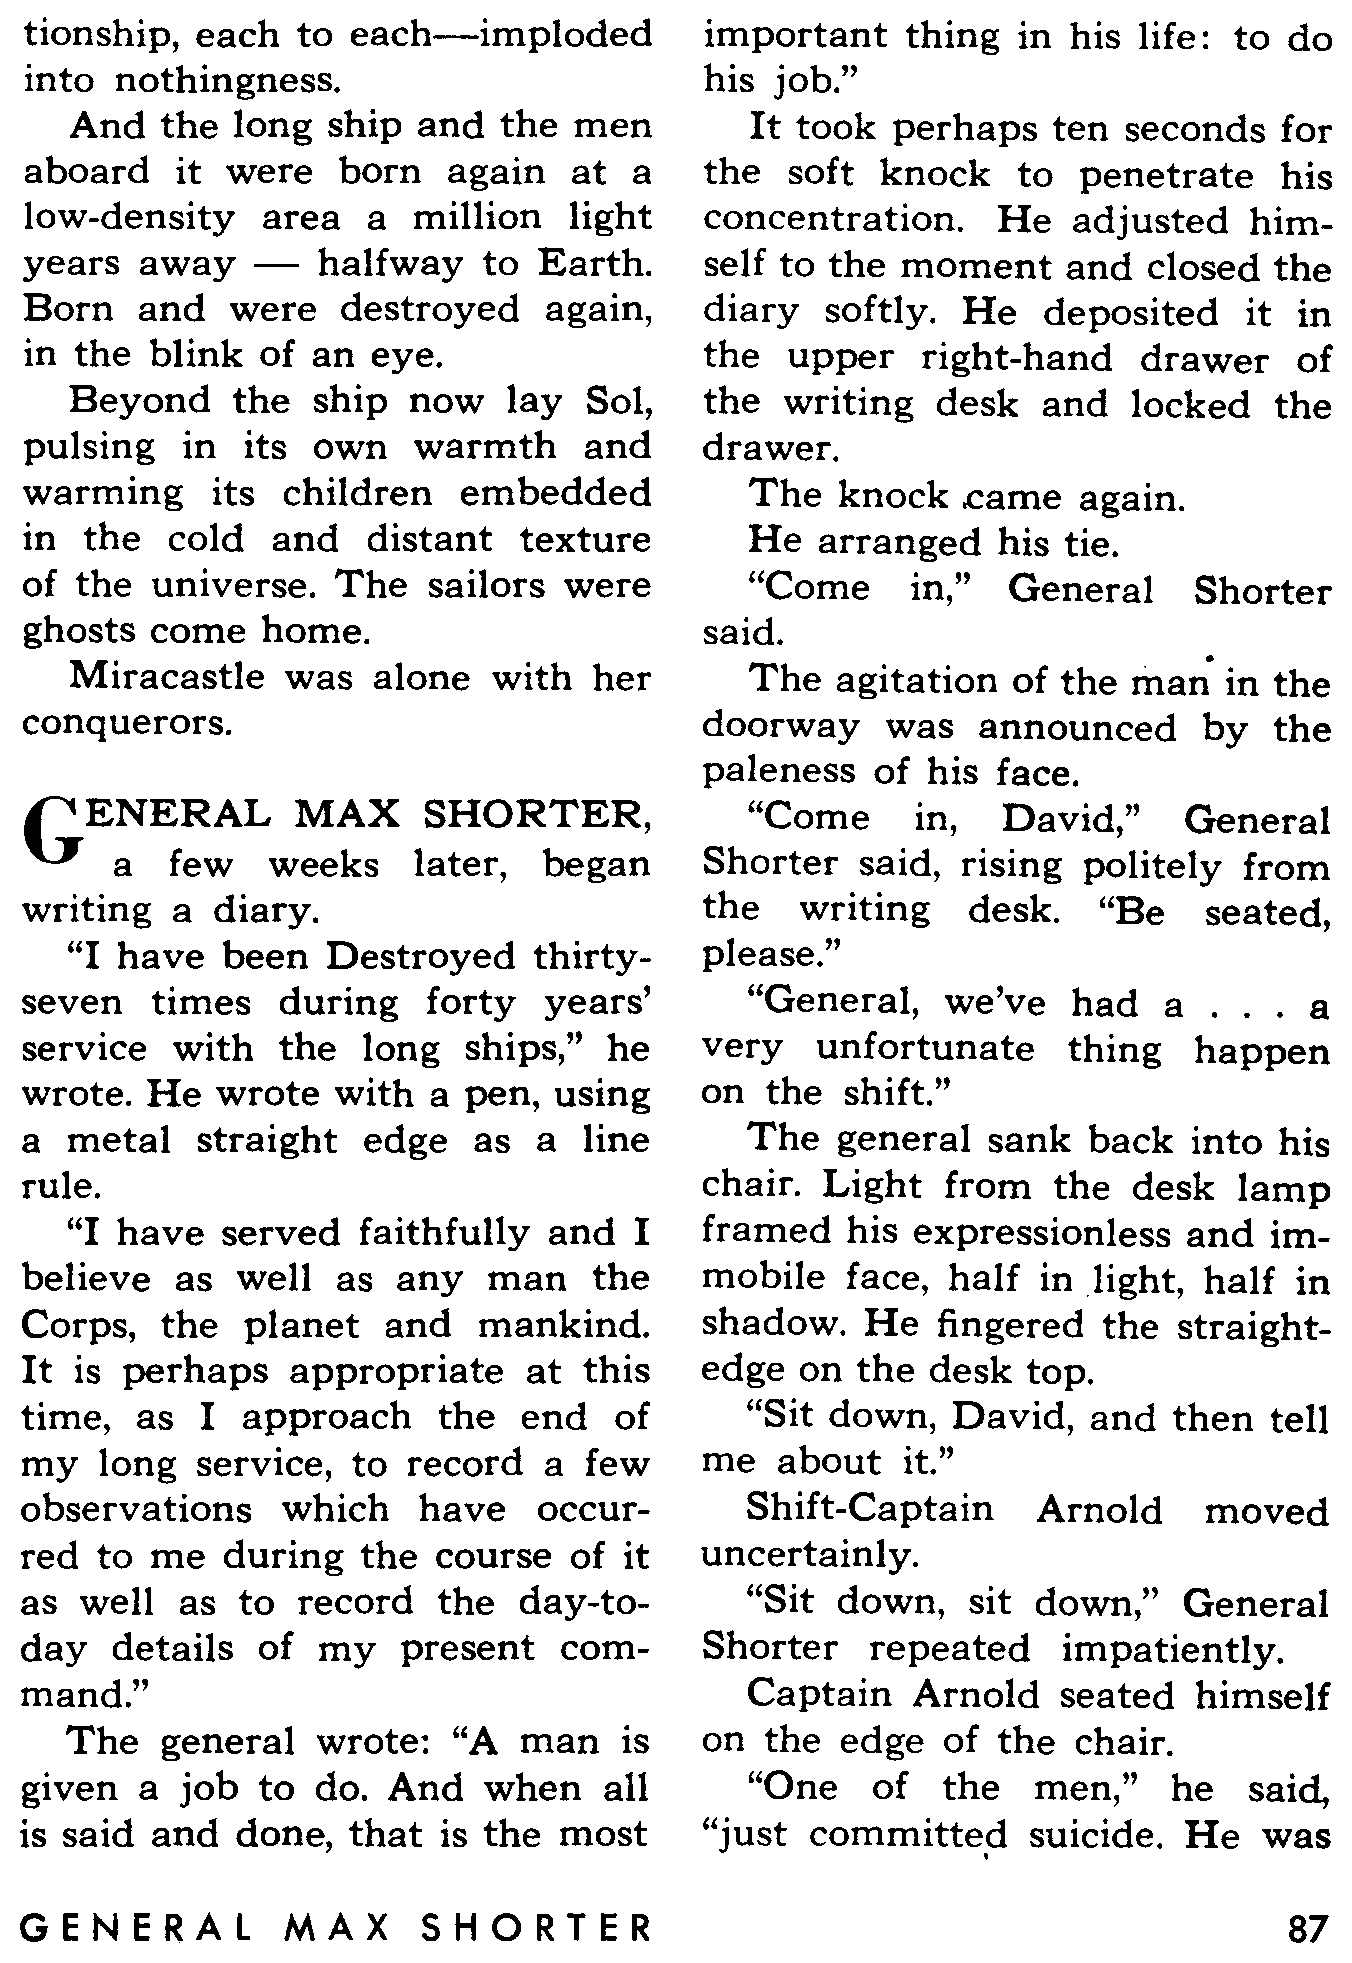 tionship, each to each—imploded
into nothingness.
And the long ship and the men
aboard it were born again at a
low-density area a million light
years away — halfway to Earth.
Born and were destroyed again,
in the blink of an eye.
Beyond the ship now lay Sol,
pulsing in its own warmth and
warming its children embedded
in the cold and distant texture
of the universe. The sailors were
ghosts come home.
Miracastle was alone with her
conquerors.
GENERAL MAX SHORTER,
a few weeks later, began
writing a diary.
“I have been Destroyed thirty-
seven times during forty years’
service with the long ships,” he
wrote. He wrote with a pen, using
a metal straight edge as a line
rule.
“I have served faithfully and I
believe as well as any man the
Corps, the planet and mankind.
It is perhaps appropriate at this
time, as I approach the end of
my long service, to record a few
observations which have occur-
red to me during the course of it
as well as to record the day-to-
day details of my present com-
mand.”
The general wrote: “A man is
given a job to do. And when all
is said and done, that is the most
important thing in his life: to do
his job.”
It took perhaps ten seconds for
the soft knock to penetrate his
concentration. He adjusted him-
self to the moment and closed the
diary softly. He deposited it in
the upper right-hand drawer of
the writing desk and locked the
drawer.
The knock came again.
He arranged his tie.
“Come in,” General Shorter
said.
The agitation of the man in the
doorway was announced by the
paleness of his face.
“Come in, David,” General
Shorter said, rising politely from
the writing desk. “Be seated,
please.”
“General, we’ve had a . . . a
very unfortunate thing happen
on the shift.”
The general sank back into his
chair. Light from the desk lamp
framed his expressionless and im-
mobile face, half in light, half in
shadow. He fingered the straight-
edge on the desk top.
“Sit down, David, and then tell
me about it.”
Shift-Captain Arnold moved
uncertainly.
“Sit down, sit down,” General
Shorter repeated impatiently.
Captain Arnold seated himself
on the edge of the chair.
“One of the men,” he said,
“just committed suicide. He was
GENERAL MAX SHORTER 87